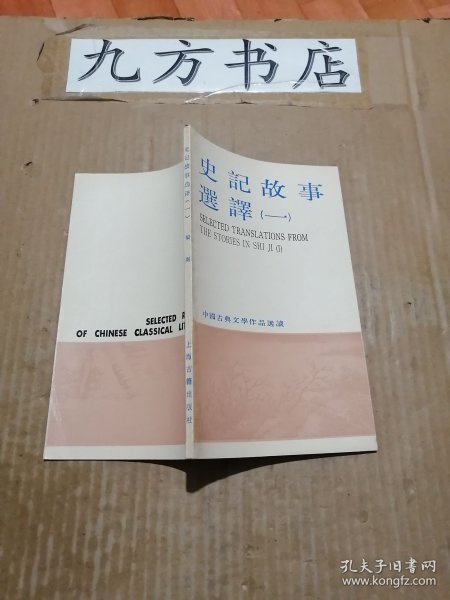 九方书店
史記故事
選譯(一)
SELECTED TRANSLATIONS FROM
THE STORIES IN SHI JI (1)
中國古典文學作品選讀
史記故事選譯(一)
上海古籍出版社
SELECTED
OF CHINESE CLASSICAL
孔夫子旧书网
www.kongfz.com